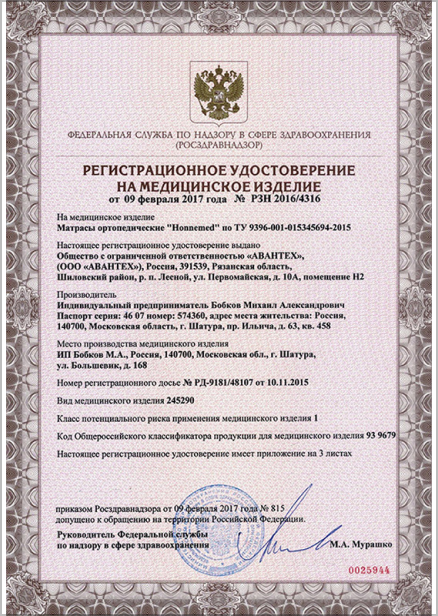 ФЕДЕРАЛЬНАЯ СЛУЖБА ПО НАДЗОРУ В СФЕРЕ ЗДРАВООХРАНЕНИЯ
(РОСЗДРАВНАДЗОР)
РЕГИСТРАЦИОННОЕ УДОСТОВЕРЕНИЕ
НА МЕДИЦИНСКОЕ ИЗДЕЛИЕ
от 09 февраля 2017 года № РЗН 2016/4316
На медицинское изделие
Матрасы ортопедические "Honnemed" по ТУ 9396-001-015345694-2015
Настоящее регистрационное удостоверение выдано
Общество с ограниченной ответственностью «АВАНТЕХ»,
(ООО «АВАНТЕХ»), Россия, 391539, Рязанская область,
Шиловский район, р. п. Лесной, ул. Первомайская, д. 10А, помещение Н2
Производитель
Индивидуальный предприниматель Бобков Михаил Александрович
Паспорт серия: 46 07 номер: 574360, адрес места жительства: Россия,
140700, Московская область, г. Шатура, пр. Ильича, д. 63, кв. 458
Место производства медицинского изделия
ИП Бобков М.А., Россия, 140700, Московская обл., г. Шатура,
ул. Большевик, д. 168
Номер регистрационного досье № РД-9181/48107 от 10.11.2015
Вид медицинского изделия 245290
Класс потенциального риска применения медицинского изделия 1
Код Общероссийского классификатора продукции для медицинского изделия 93 9679
Настоящее регистрационное удостоверение имеет приложение на 3 листах
приказом Росздравнадзора от 09 февраля 2017 года № 815
допущено к обращению на территории Российской Федерации.
Руководитель Федеральной службы
по надзору в сфере здравоохранения
М.А. Мурашко
0025944